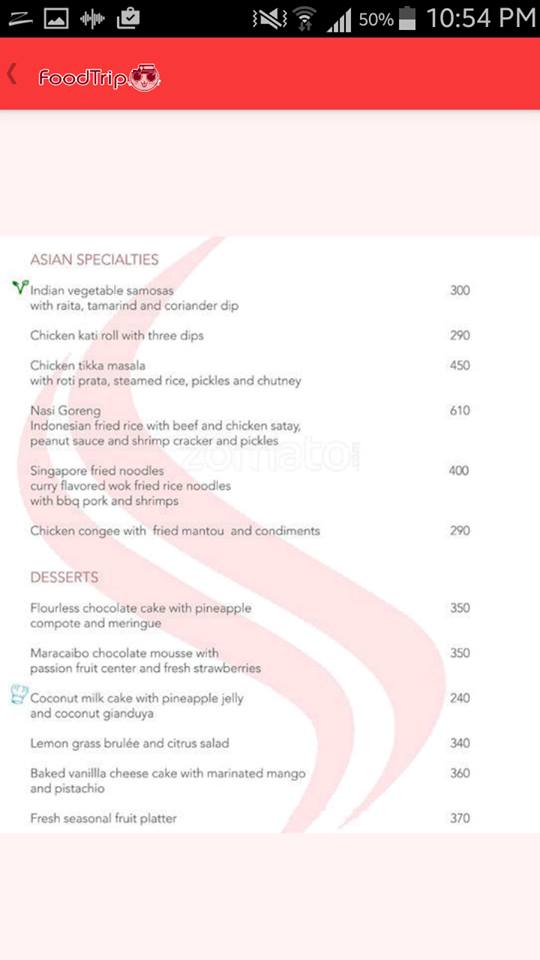 50%
10:54 PM
FoodTrip
ASIAN SPECIALTIES
Indian vegetable samosas 300
with raita, tamarind and coriander dip
Chicken kati roll with three dips 290
Chicken tikka masala 450
with roti prata, steamed rice, pickles and chutney
Nasi Goreng 610
Indonesian fried rice with beef and chicken satay,
peanut sauce and shrimp cracker and pickles
zomato.com
Singapore fried noodles 400
curry flavored wok fried rice noodles
with bbq pork and shrimps
Chicken congee with fried mantou and condiments 290
DESSERTS
Flourless chocolate cake with pineapple 350
compote and meringue
Maracaibo chocolate mousse with 350
passion fruit center and fresh strawberries
Coconut milk cake with pineapple jelly 240
and coconut gianduya
Lemon grass brulée and citrus salad 340
Baked vanillla cheese cake with marinated mango 360
and pistachio
Fresh seasonal fruit platter 370